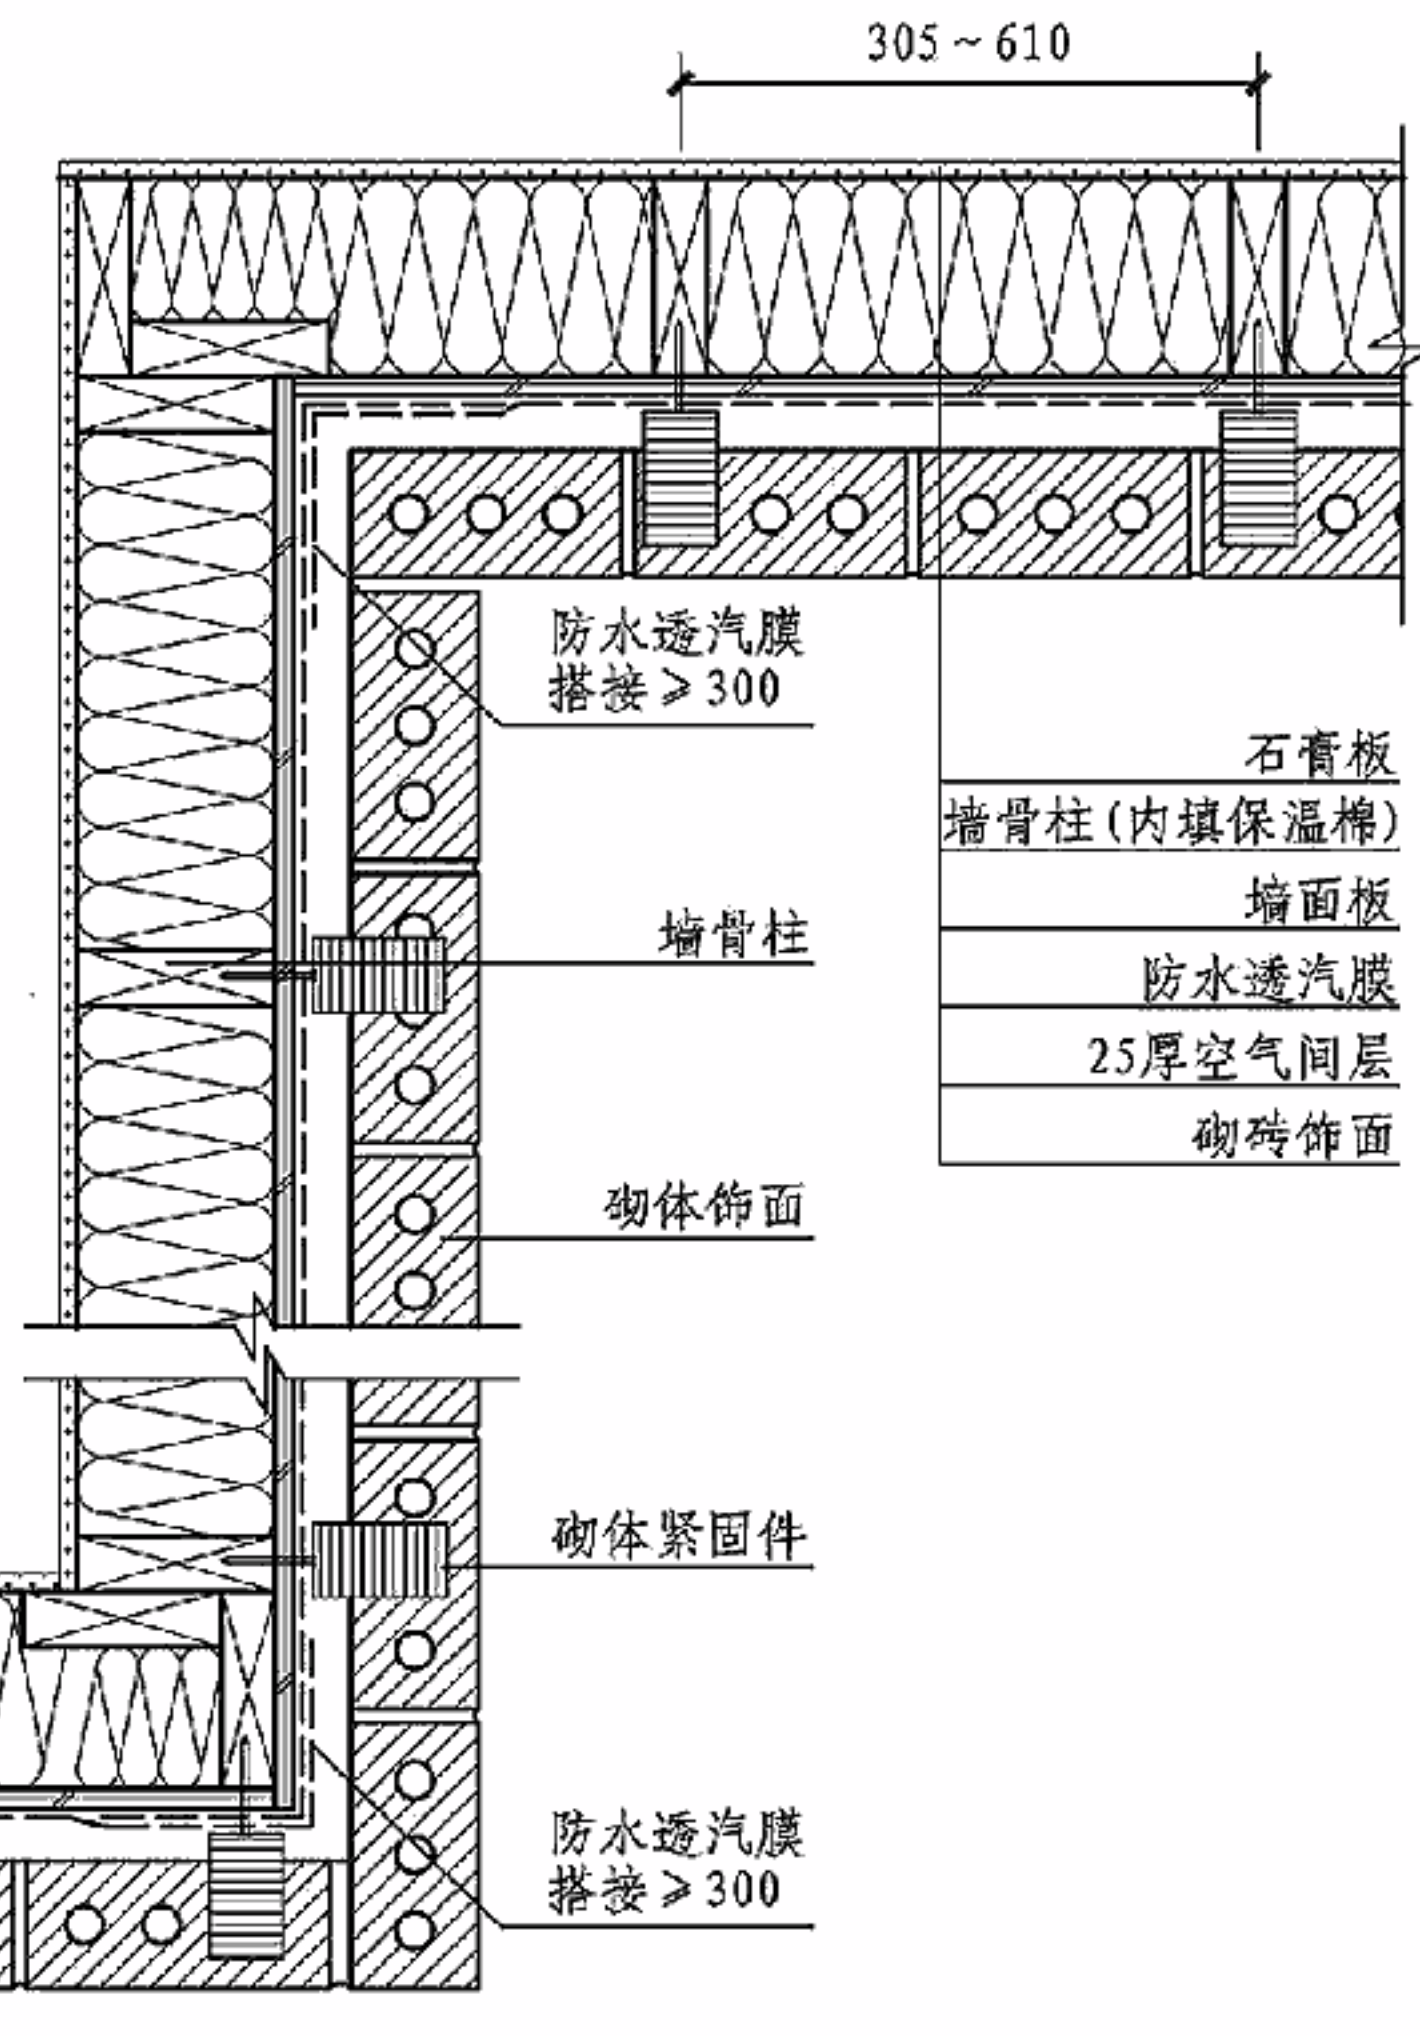 305～610
防水透汽膜
搭接≥300
石膏板
墙骨柱(内填保温棉)
墙面板
墙骨柱
防水透汽膜
25厚空气间层
砌砖饰面
砌体饰面
砌体紧固件
防水透汽膜
搭接≥300